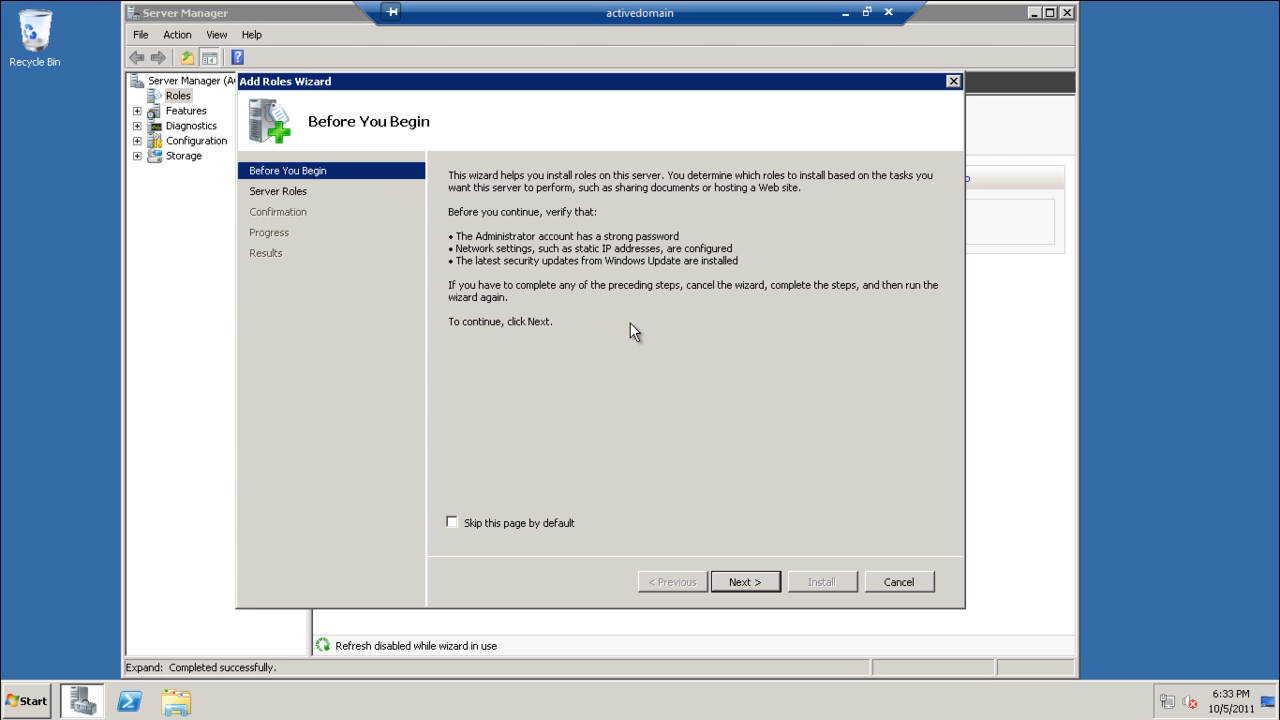 Recycle Bin
Server Manager
activedomain
File Action View Help
Server Manager (A
Roles
Features
Diagnostics
Configuration
Storage
Add Roles Wizard
Before You Begin
Before You Begin
Server Roles
Confirmation
Progress
Results
This wizard helps you install roles on this server. You determine which roles to install based on the tasks you
want this server to perform, such as sharing documents or hosting a Web site.
Before you continue, verify that:
• The Administrator account has a strong password
• Network settings, such as static IP addresses, are configured
• The latest security updates from Windows Update are installed
If you have to complete any of the preceding steps, cancel the wizard, complete the steps, and then run the
wizard again.
To continue, click Next.
Skip this page by default
< Previous Next > Install Cancel
Refresh disabled while wizard in use
Expand: Completed successfully.
Start
6:33 PM
10/5/2011